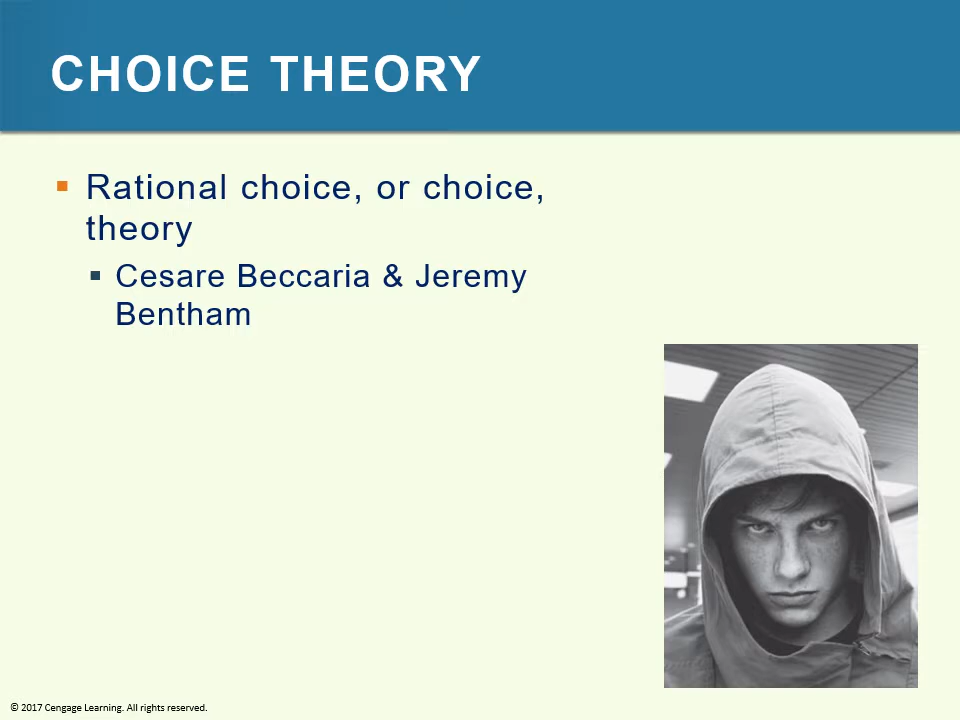 CHOICE THEORY
Rational choice, or choice,
theory
Cesare Beccaria & Jeremy
Bentham
© 2017 Cengage Learning. All rights reserved.